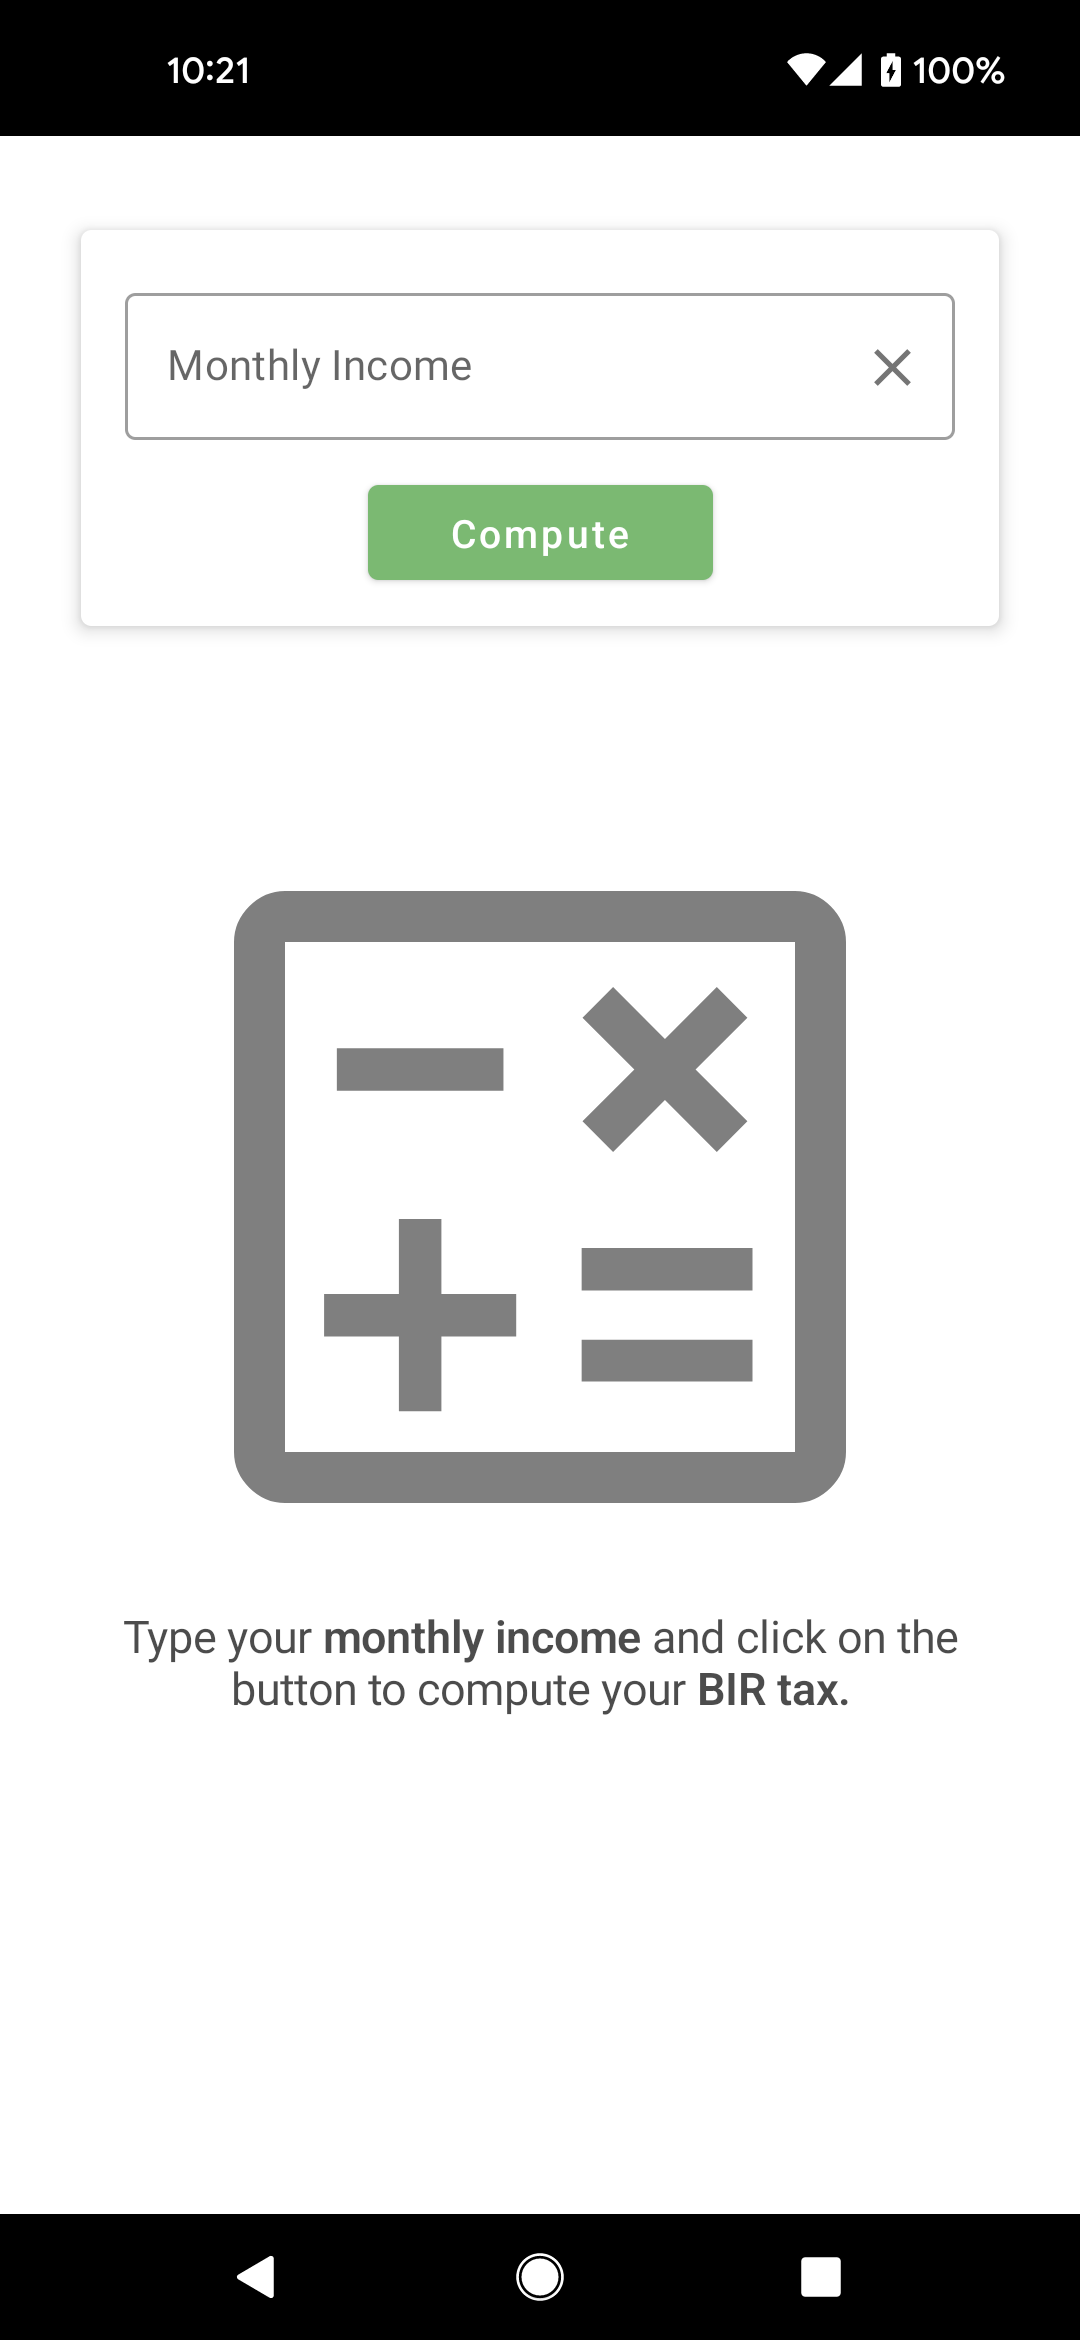 10:21
100%
Monthly Income
Compute
Type your monthly income and click on the
button to compute your BIR tax.